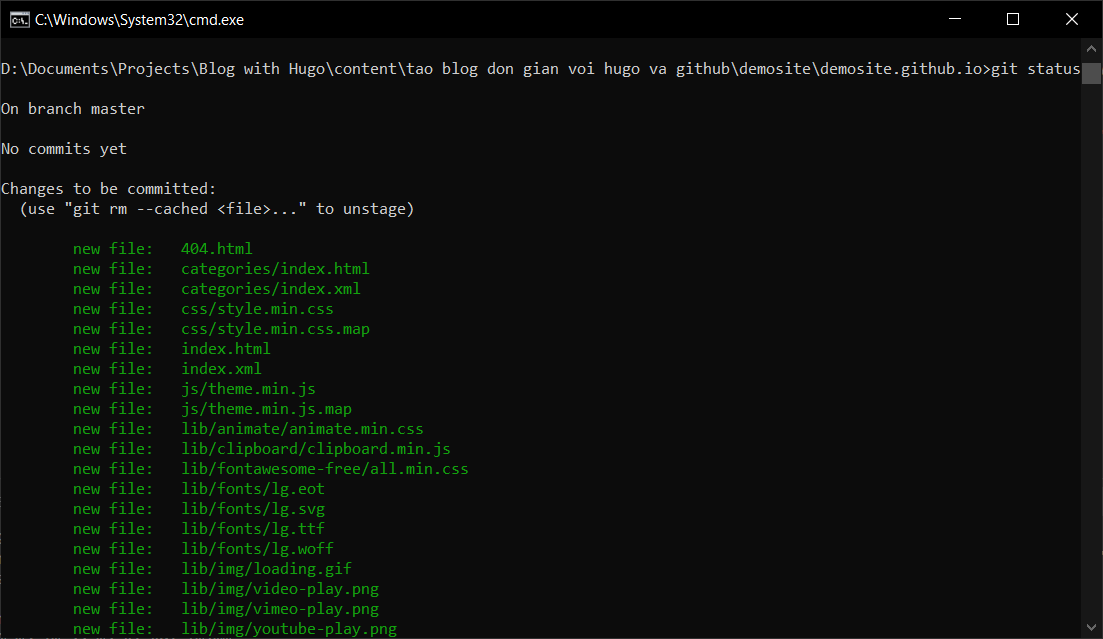 C:\Windows\System32\cmd.exe
D:\Documents\Projects\Blog with Hugo\content\tao blog don gian voi hugo va github\demosite\demosite.github.io>git status
On branch master
No commits yet
Changes to be committed:
(use "git rm --cached <file>..." to unstage)
new file: 404.html
new file: categories/index.html
new file: categories/index.xml
new file: css/style.min.css
new file: css/style.min.css.map
new file: index.html
new file: index.xml
new file: js/theme.min.js
new file: js/theme.min.js.map
new file: lib/animate/animate.min.css
new file: lib/clipboard/clipboard.min.js
new file: lib/fontawesome-free/all.min.css
new file: lib/fonts/lg.eot
new file: lib/fonts/lg.svg
new file: lib/fonts/lg.ttf
new file: lib/fonts/lg.woff
new file: lib/img/loading.gif
new file: lib/img/video-play.png
new file: lib/img/vimeo-play.png
new file: lib/img/youtube-play.png